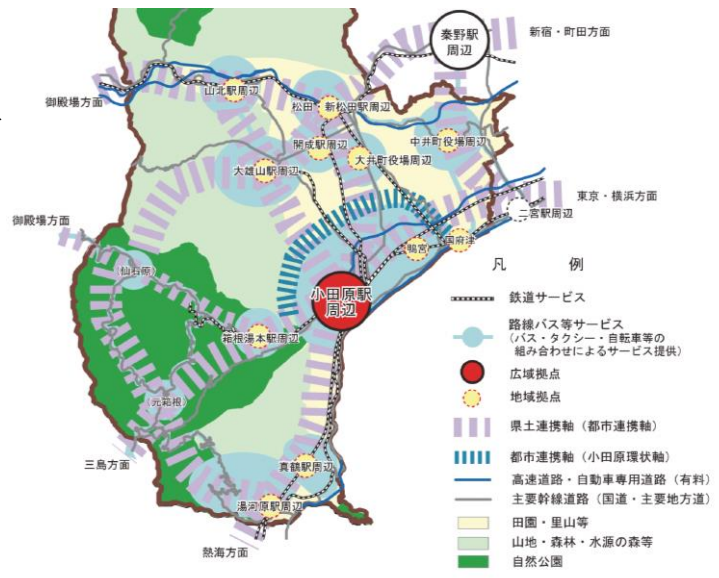 秦野駅
周辺
新宿・町田方面
御殿場方面
山北駅周辺
松田・新松田駅周辺
開成駅周辺
大井町役場周辺
中井町役場周辺
大雄山駅周辺
東京・横浜方面
二宮駅周辺
御殿場方面
鴨宮
国府津
(仙石原)
小田原駅
周辺
箱根湯本駅周辺
(元箱根)
三島方面
真鶴駅周辺
湯河原駅周辺
熱海方面
凡 例
鉄道サービス
路線バス等サービス
(バス・タクシー・自転車等の
組み合わせによるサービス提供)
広域拠点
地域拠点
県土連携軸(都市連携軸)
都市連携軸(小田原環状軸)
高速道路・自動車専用道路(有料)
主要幹線道路(国道・主要地方道)
田園・里山等
山地・森林・水源の森等
自然公園